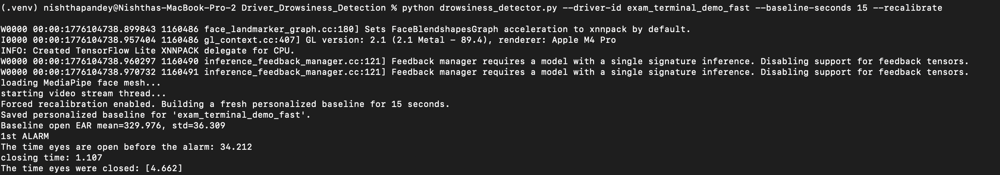 (.venv) nishthapandey@Nishthas-MacBook-Pro-2 Driver_Drowsiness_Detection % python drowsiness_detector.py --driver-id exam_terminal_demo_fast --baseline-seconds 15 --recalibrate
W0000 00:00:1776104738.899843 1160486 face_landmarker_graph.cc:180] Sets FaceBlendshapesGraph acceleration to xnnpack by default.
I0000 00:00:1776104738.957404 1160486 gl_context.cc:407] GL version: 2.1 (2.1 Metal - 89.4), renderer: Apple M4 Pro
INFO: Created TensorFlow Lite XNNPACK delegate for CPU.
W0000 00:00:1776104738.960297 1160490 inference_feedback_manager.cc:121] Feedback manager requires a model with a single signature inference. Disabling support for feedback tensors.
W0000 00:00:1776104738.970732 1160491 inference_feedback_manager.cc:121] Feedback manager requires a model with a single signature inference. Disabling support for feedback tensors.
loading MediaPipe face mesh...
starting video stream thread...
Forced recalibration enabled. Building a fresh personalized baseline for 15 seconds.
Saved personalized baseline for 'exam_terminal_demo_fast'.
Baseline open EAR mean=329.976, std=36.309
1st ALARM
The time eyes are open before the alarm: 34.212
closing time: 1.107
The time eyes were closed: [4.662]